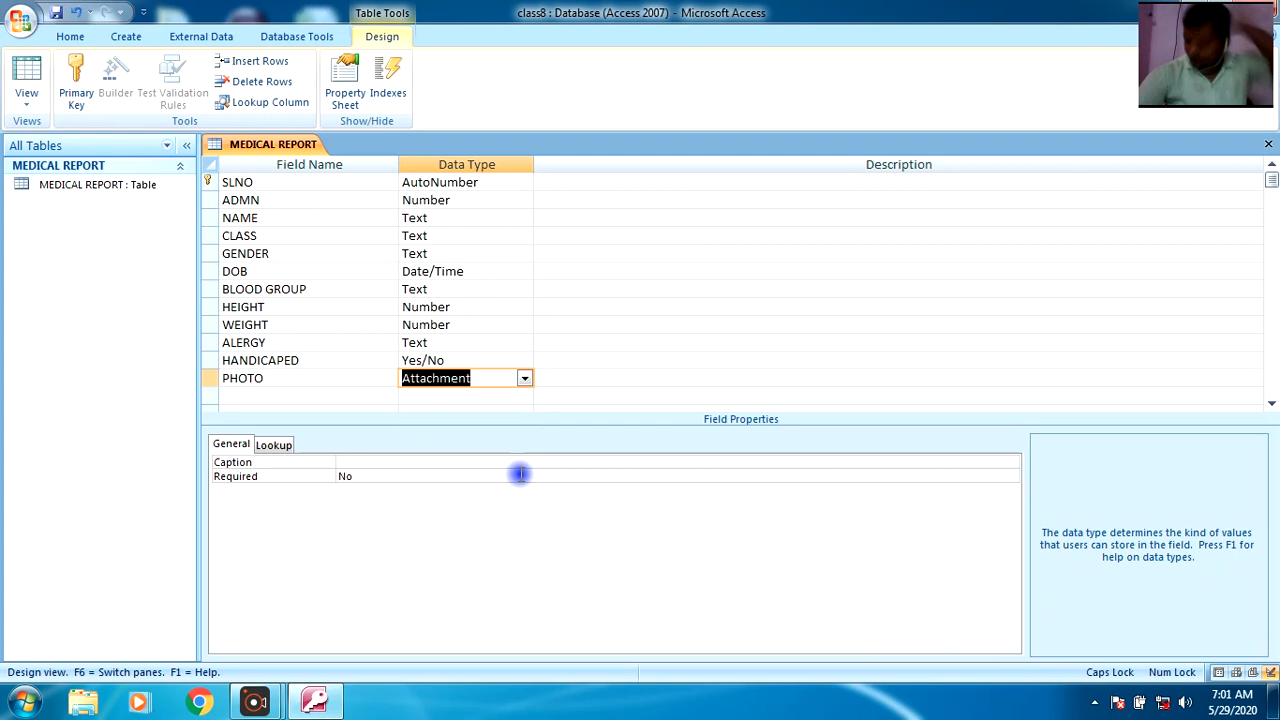 Table Tools
class8 : Database (Access 2007) - Microsoft Access
Home Create External Data Database Tools Design
View
Primary Key
Builder
Test Validation Rules
Insert Rows
Delete Rows
Lookup Column
Property Sheet
Indexes
Views Tools Show/Hide
All Tables
MEDICAL REPORT
MEDICAL REPORT : Table
MEDICAL REPORT
Field Name Data Type Description
SLNO AutoNumber
ADMN Number
NAME Text
CLASS Text
GENDER Text
DOB Date/Time
BLOOD GROUP Text
HEIGHT Number
WEIGHT Number
ALERGY Text
HANDICAPED Yes/No
PHOTO Attachment
Field Properties
General Lookup
Caption
Required No
The data type determines the kind of values
that users can store in the field. Press F1 for
help on data types.
Design view. F6 = Switch panes. F1 = Help.
Caps Lock Num Lock
7:01 AM
5/29/2020